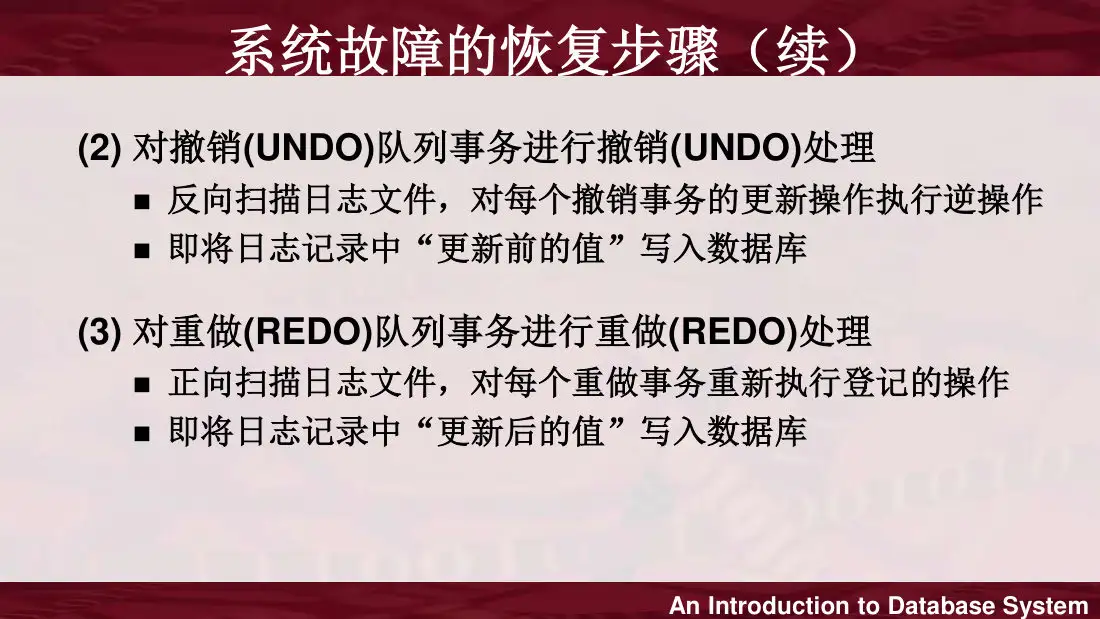 系统故障的恢复步骤（续）
(2) 对撤销(UNDO)队列事务进行撤销(UNDO)处理
■ 反向扫描日志文件，对每个撤销事务的更新操作执行逆操作
■ 即将日志记录中“更新前的值”写入数据库
(3) 对重做(REDO)队列事务进行重做(REDO)处理
■ 正向扫描日志文件，对每个重做事务重新执行登记的操作
■ 即将日志记录中“更新后的值”写入数据库
An Introduction to Database System